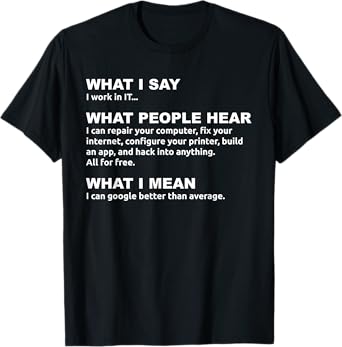 WHAT I SAY
I work in IT...
WHAT PEOPLE HEAR
I can repair your computer, fix your
internet, configure your printer, build
an app, and hack into anything.
All for free.
WHAT I MEAN
I can google better than average.